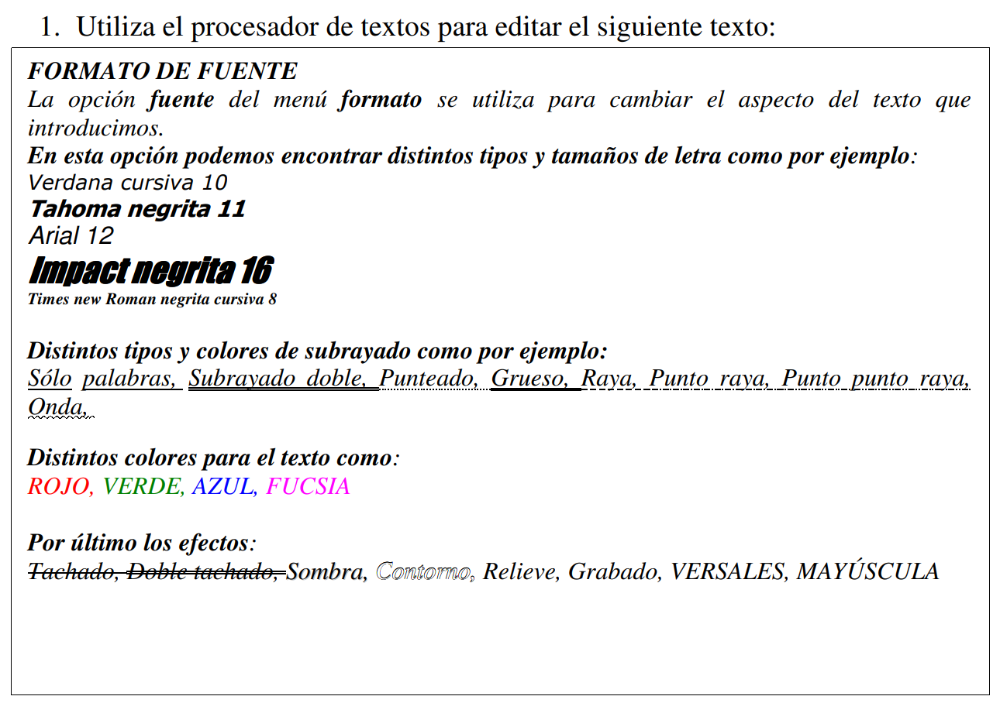 1. Utiliza el procesador de textos para editar el siguiente texto:
FORMATO DE FUENTE
La opción fuente del menú formato se utiliza para cambiar el aspecto del texto que
introducimos.
En esta opción podemos encontrar distintos tipos y tamaños de letra como por ejemplo:
Verdana cursiva 10
Tahoma negrita 11
Arial 12
Impact negrita 16
Times new Roman negrita cursiva 8
Distintos tipos y colores de subrayado como por ejemplo:
Sólo palabras, Subrayado doble, Punteado, Grueso, Raya, Punto raya, Punto punto raya,
Onda,
Distintos colores para el texto como:
ROJO, VERDE, AZUL, FUCSIA
Por último los efectos:
Tachado, Doble tachado, Sombra, Contorno, Relieve, Grabado, VERSALES, MAYÚSCULA